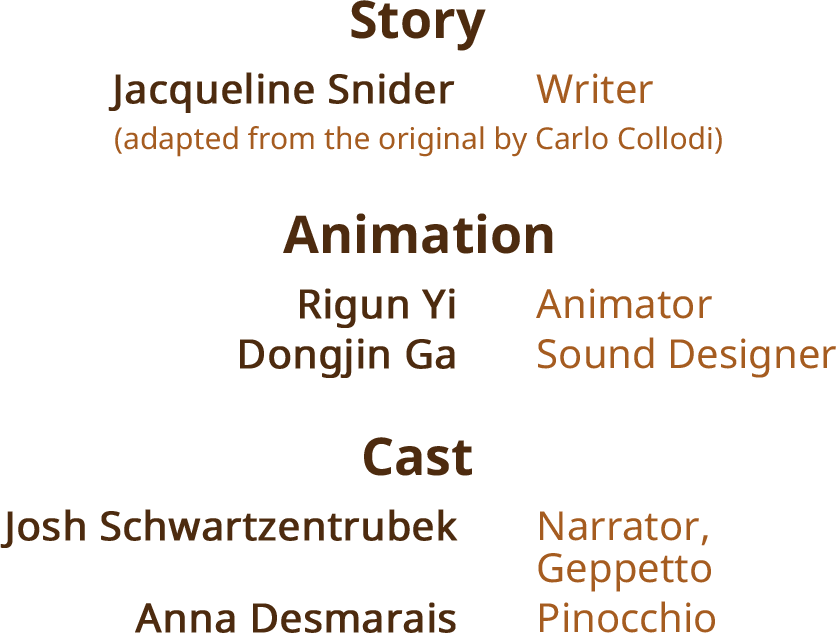 Story
Jacqueline Snider Writer
(adapted from the original by Carlo Collodi)
Animation
Rigun Yi Animator
Dongjin Ga Sound Designer
Cast
Josh Schwartzentrubek Narrator,
Geppetto
Anna Desmarais Pinocchio